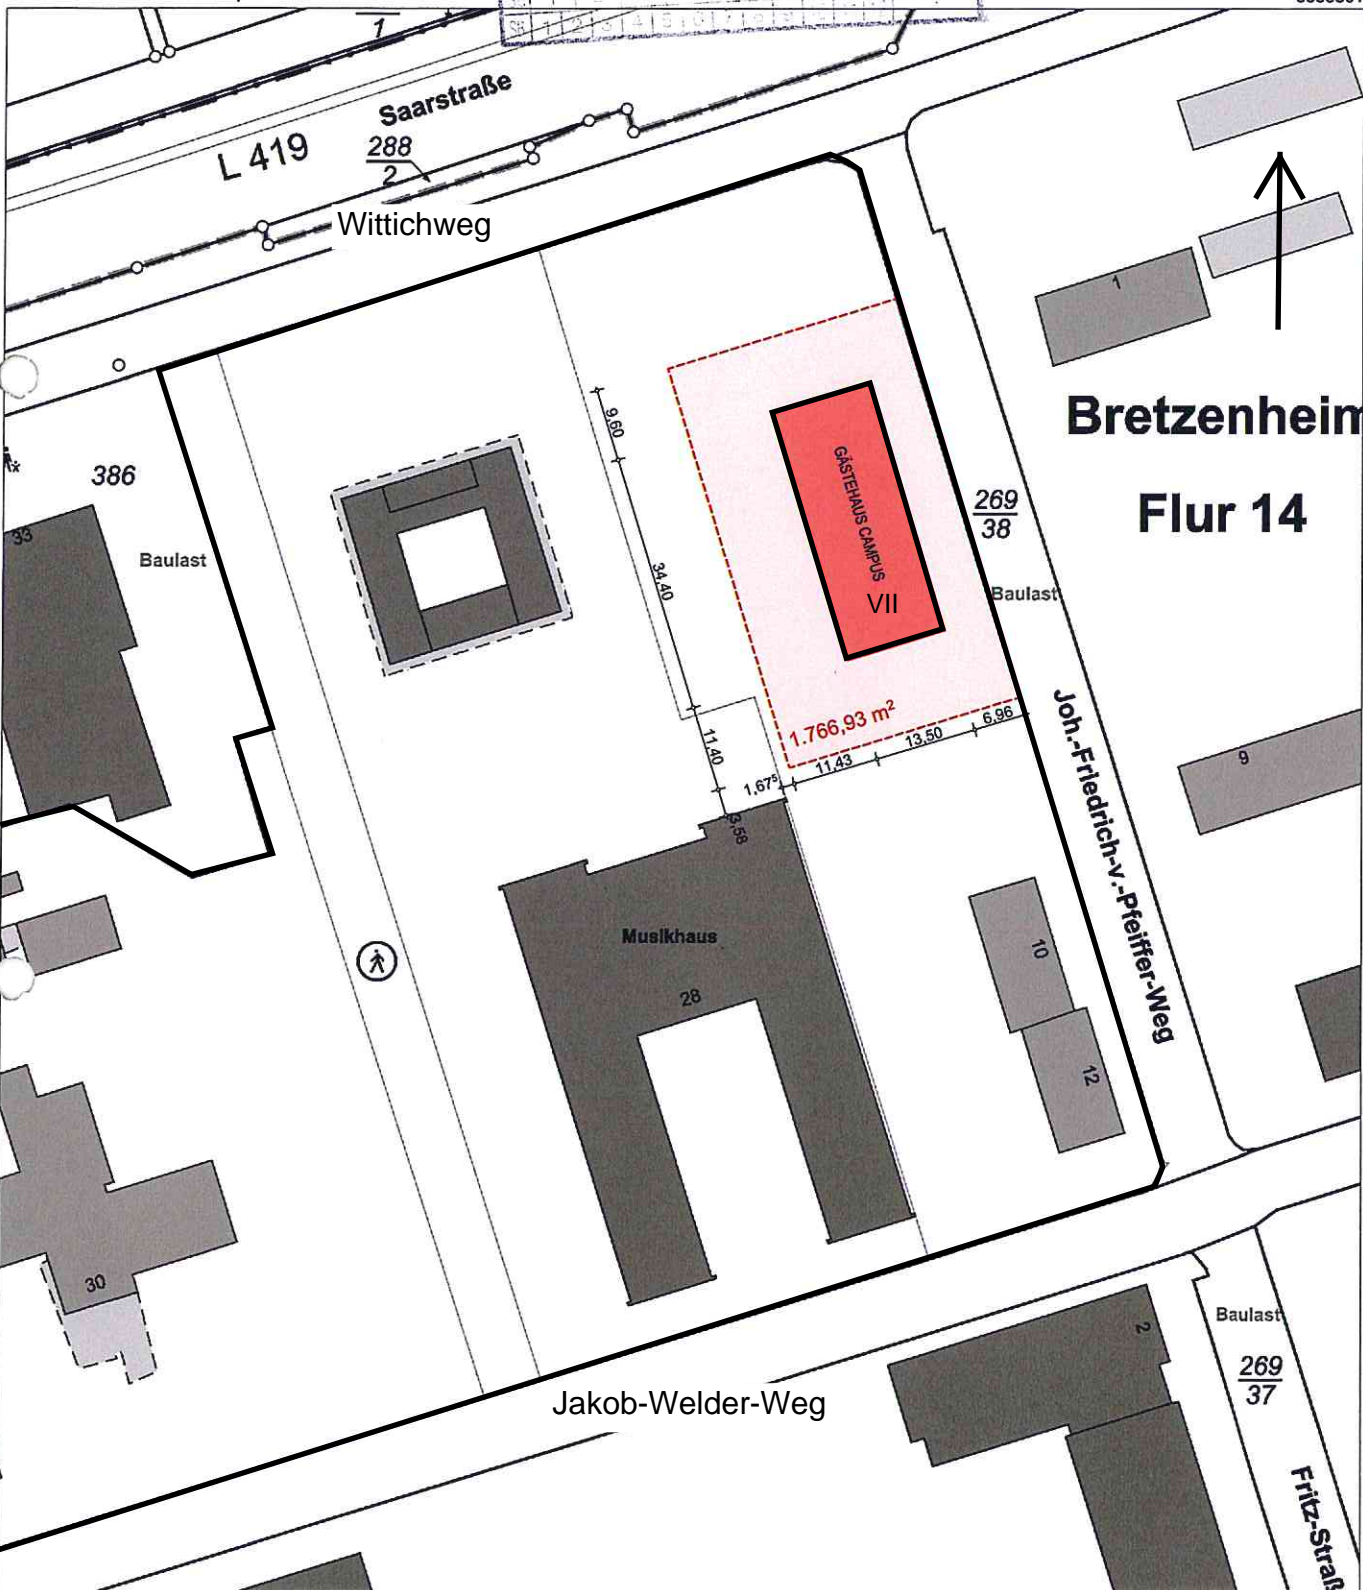 1
Saarstraße
L 419
288
2
Wittichweg
1
Bretzenheim
Flur 14
386
33
Baulast
9,60
34,40
GÄSTEHAUS CAMPUS
VII
269
38
Baulast
1.766,93 m²
11,40
1,67⁵
11,43
13,50
6,96
3,58
Joh.-Friedrich-v.-Pfeiffer-Weg
9
Musikhaus
28
10
12
30
Jakob-Welder-Weg
2
Baulast
269
37
Fritz-Straß